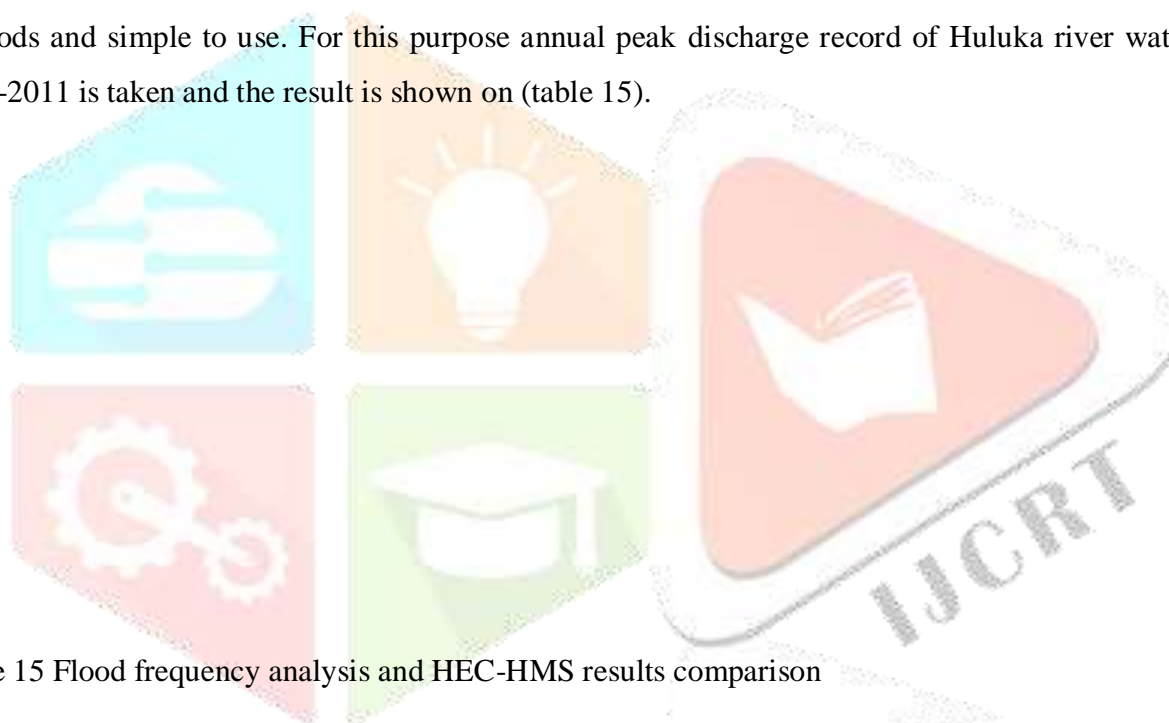 ods and simple to use. For this purpose annual peak discharge record of Huluka river wat
-2011 is taken and the result is shown on (table 15).
IJCRT
e 15 Flood frequency analysis and HEC-HMS results comparison